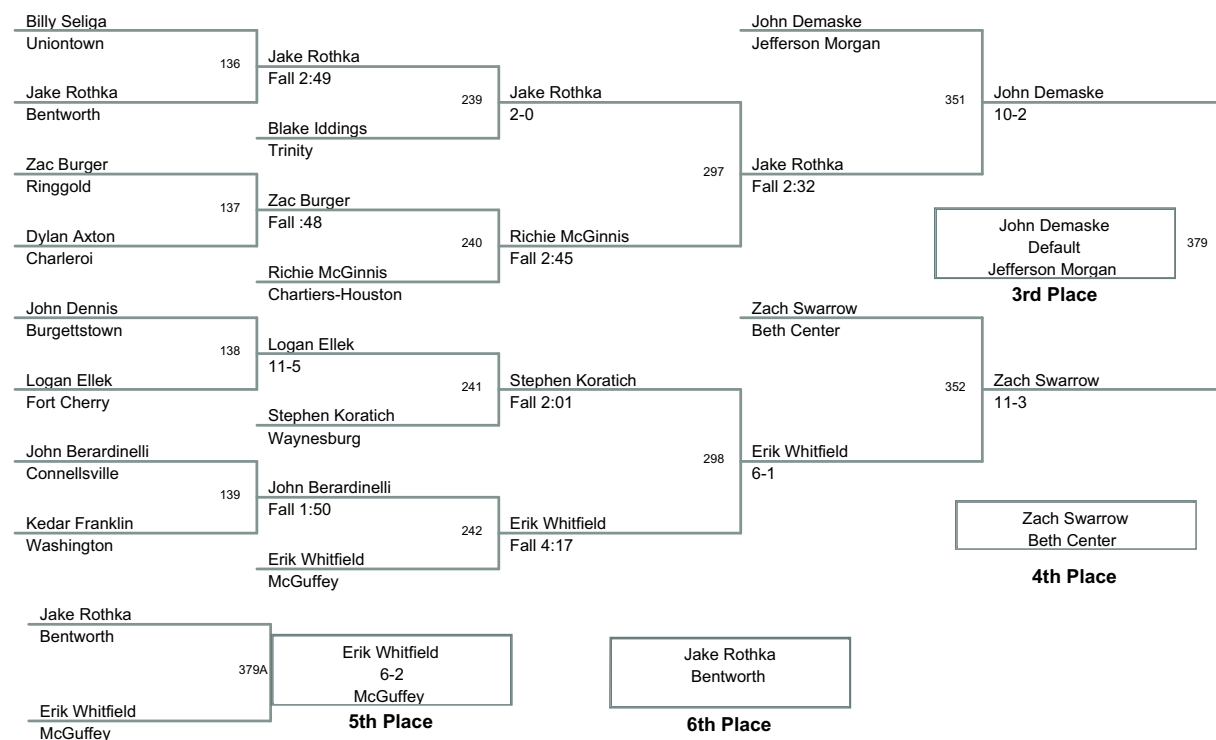 Billy Seliga
Uniontown
136
Jake Rothka
Bentworth
Jake Rothka
Fall 2:49
239
Blake Iddings
Trinity
Jake Rothka
2-0
Zac Burger
Ringgold
137
Dylan Axton
Charleroi
Zac Burger
Fall :48
240
Richie McGinnis
Chartiers-Houston
Richie McGinnis
Fall 2:45
297
John Dennis
Burgettstown
138
Logan Ellek
Fort Cherry
Logan Ellek
11-5
241
Stephen Koratich
Waynesburg
Stephen Koratich
Fall 2:01
John Berardinelli
Connellsville
139
Kedar Franklin
Washington
John Berardinelli
Fall 1:50
242
Erik Whitfield
McGuffey
Erik Whitfield
Fall 4:17
298
John Demaske
Jefferson Morgan
351
Jake Rothka
Fall 2:32
John Demaske
10-2
John Demaske
Default
Jefferson Morgan
379
3rd Place
Zach Swarrow
Beth Center
352
Erik Whitfield
6-1
Zach Swarrow
11-3
Zach Swarrow
Beth Center
4th Place
Jake Rothka
Bentworth
379A
Erik Whitfield
McGuffey
Erik Whitfield
6-2
McGuffey
5th Place
Jake Rothka
Bentworth
6th Place